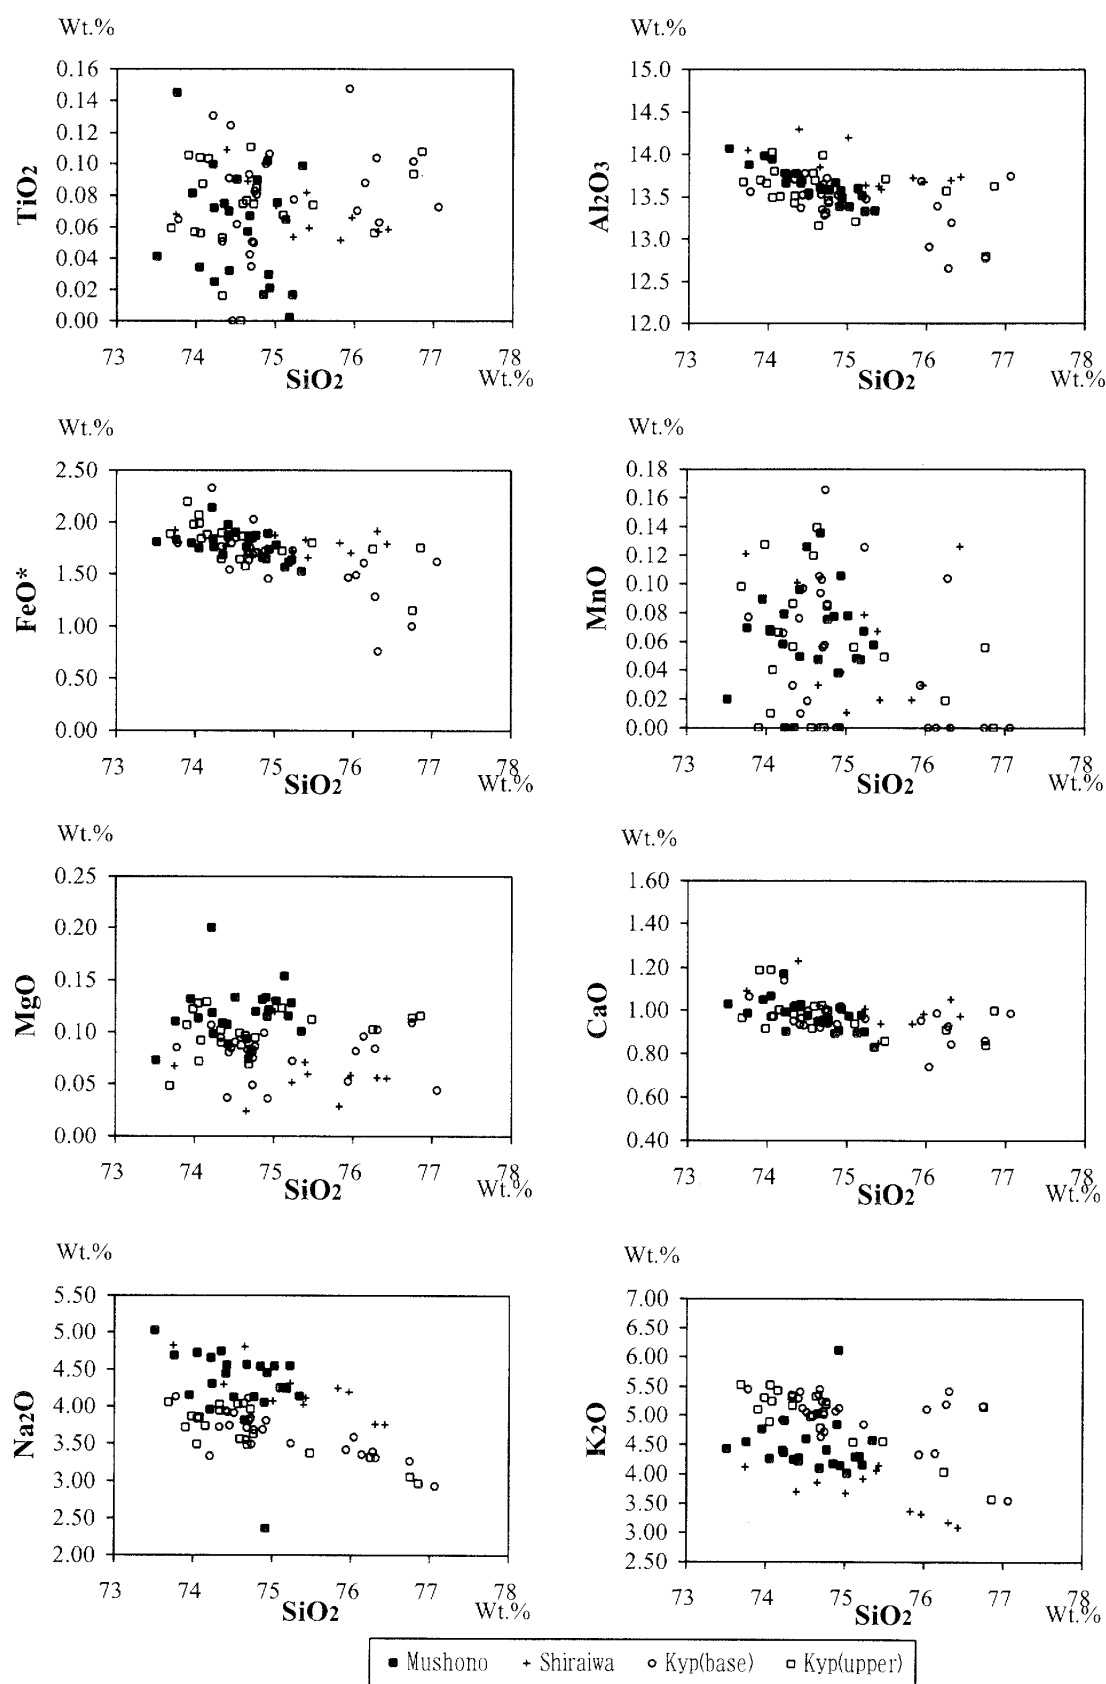 Wt.%
TiO2
0.16
0.14
0.12
0.10
0.08
0.06
0.04
0.02
0.00
73 74 75 76 77 78
SiO2 Wt.%
Wt.%
Al2O3
15.0
14.5
14.0
13.5
13.0
12.5
12.0
73 74 75 76 77 78
SiO2 Wt.%
Wt.%
FeO*
2.50
2.00
1.50
1.00
0.50
0.00
73 74 75 76 77 78
SiO2 Wt.%
Wt.%
MnO
0.18
0.16
0.14
0.12
0.10
0.08
0.06
0.04
0.02
0.00
73 74 75 76 77 78
SiO2 Wt.%
Wt.%
MgO
0.25
0.20
0.15
0.10
0.05
0.00
73 74 75 76 77 78
SiO2 Wt.%
Wt.%
CaO
1.60
1.40
1.20
1.00
0.80
0.60
0.40
73 74 75 76 77 78
SiO2 Wt.%
Wt.%
Na2O
5.50
5.00
4.50
4.00
3.50
3.00
2.50
2.00
73 74 75 76 77 78
SiO2 Wt.%
Wt.%
K2O
7.00
6.00
5.50
5.00
4.50
4.00
3.50
3.00
2.50
73 74 75 76 77 78
SiO2 Wt.%
Mushono Shiraiwa Kyp(base) Kyp(upper)